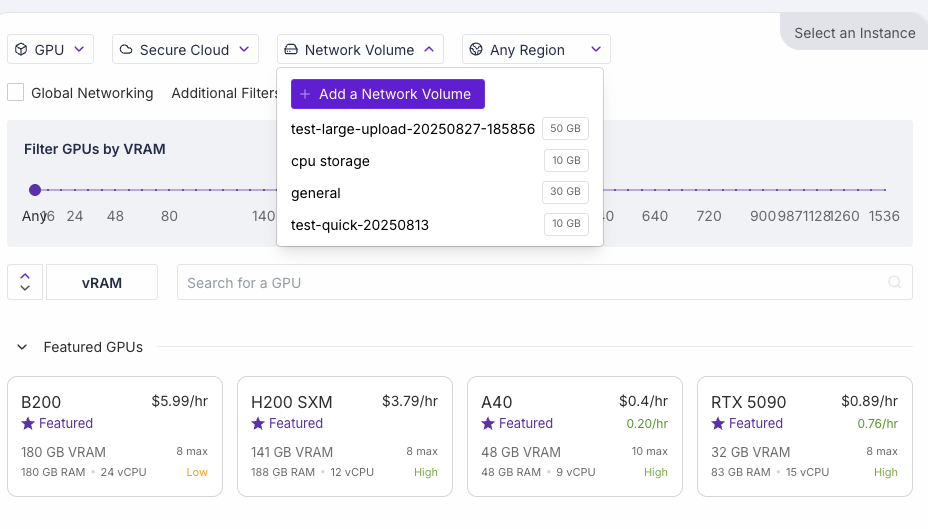 Select an Instance
GPU Secure Cloud Network Volume Any Region
Global Networking Additional Filters
+ Add a Network Volume
test-large-upload-20250827-185856 50 GB
cpu storage 10 GB
general 30 GB
test-quick-20250813 10 GB
Filter GPUs by VRAM
Any 16 24 48 80 140 40 640 720 900 987 1128 1260 1536
vRAM Search for a GPU
Featured GPUs
B200 $5.99/hr
Featured
180 GB VRAM 8 max
180 GB RAM • 24 vCPU Low
H200 SXM $3.79/hr
Featured
141 GB VRAM 8 max
188 GB RAM • 12 vCPU High
A40 $0.4/hr
Featured 0.20/hr
48 GB VRAM 10 max
48 GB RAM • 9 vCPU High
RTX 5090 $0.89/hr
Featured 0.76/hr
32 GB VRAM 8 max
83 GB RAM • 15 vCPU High